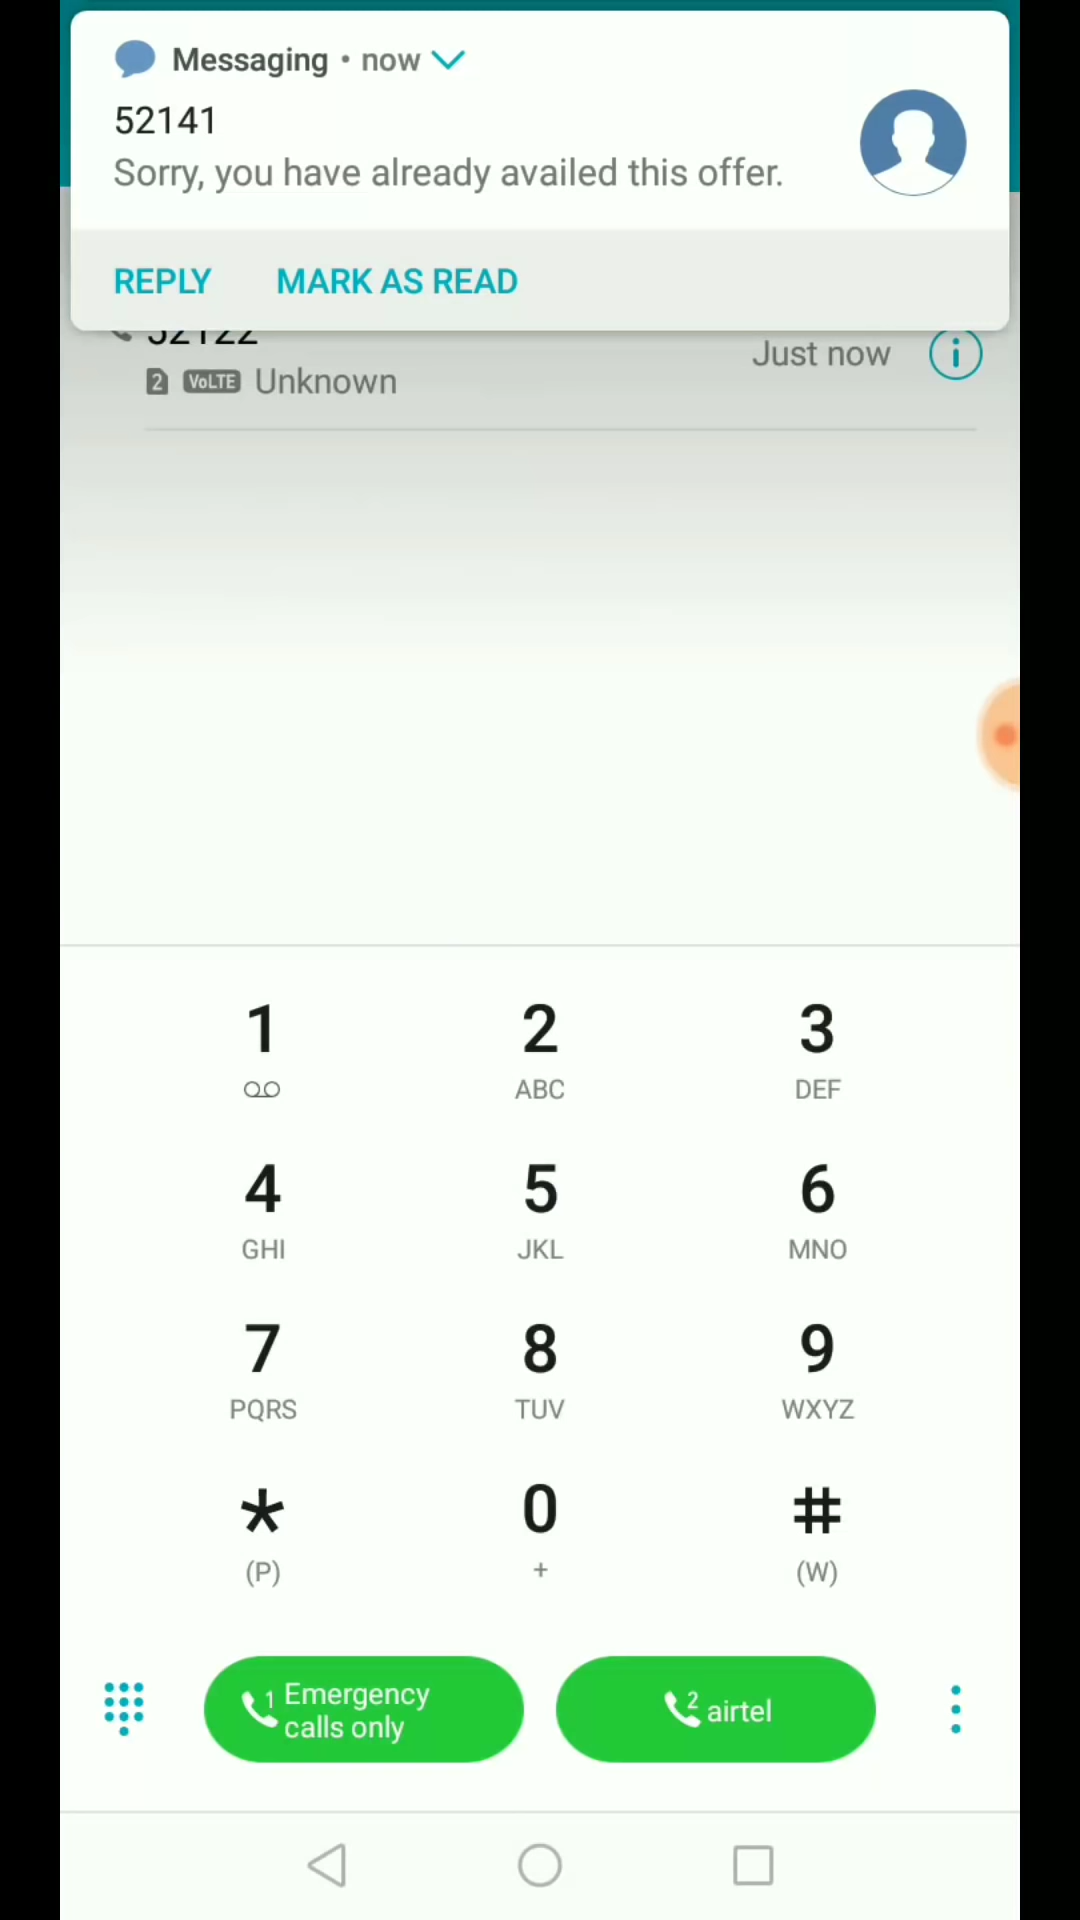 Messaging • now
52141
Sorry, you have already availed this offer.
REPLY MARK AS READ
52122
Just now
2 VoLTE Unknown
1 2 3
ABC DEF
4 5 6
GHI JKL MNO
7 8 9
PQRS TUV WXYZ
* 0 #
(P) + (W)
1 Emergency calls only
2 airtel